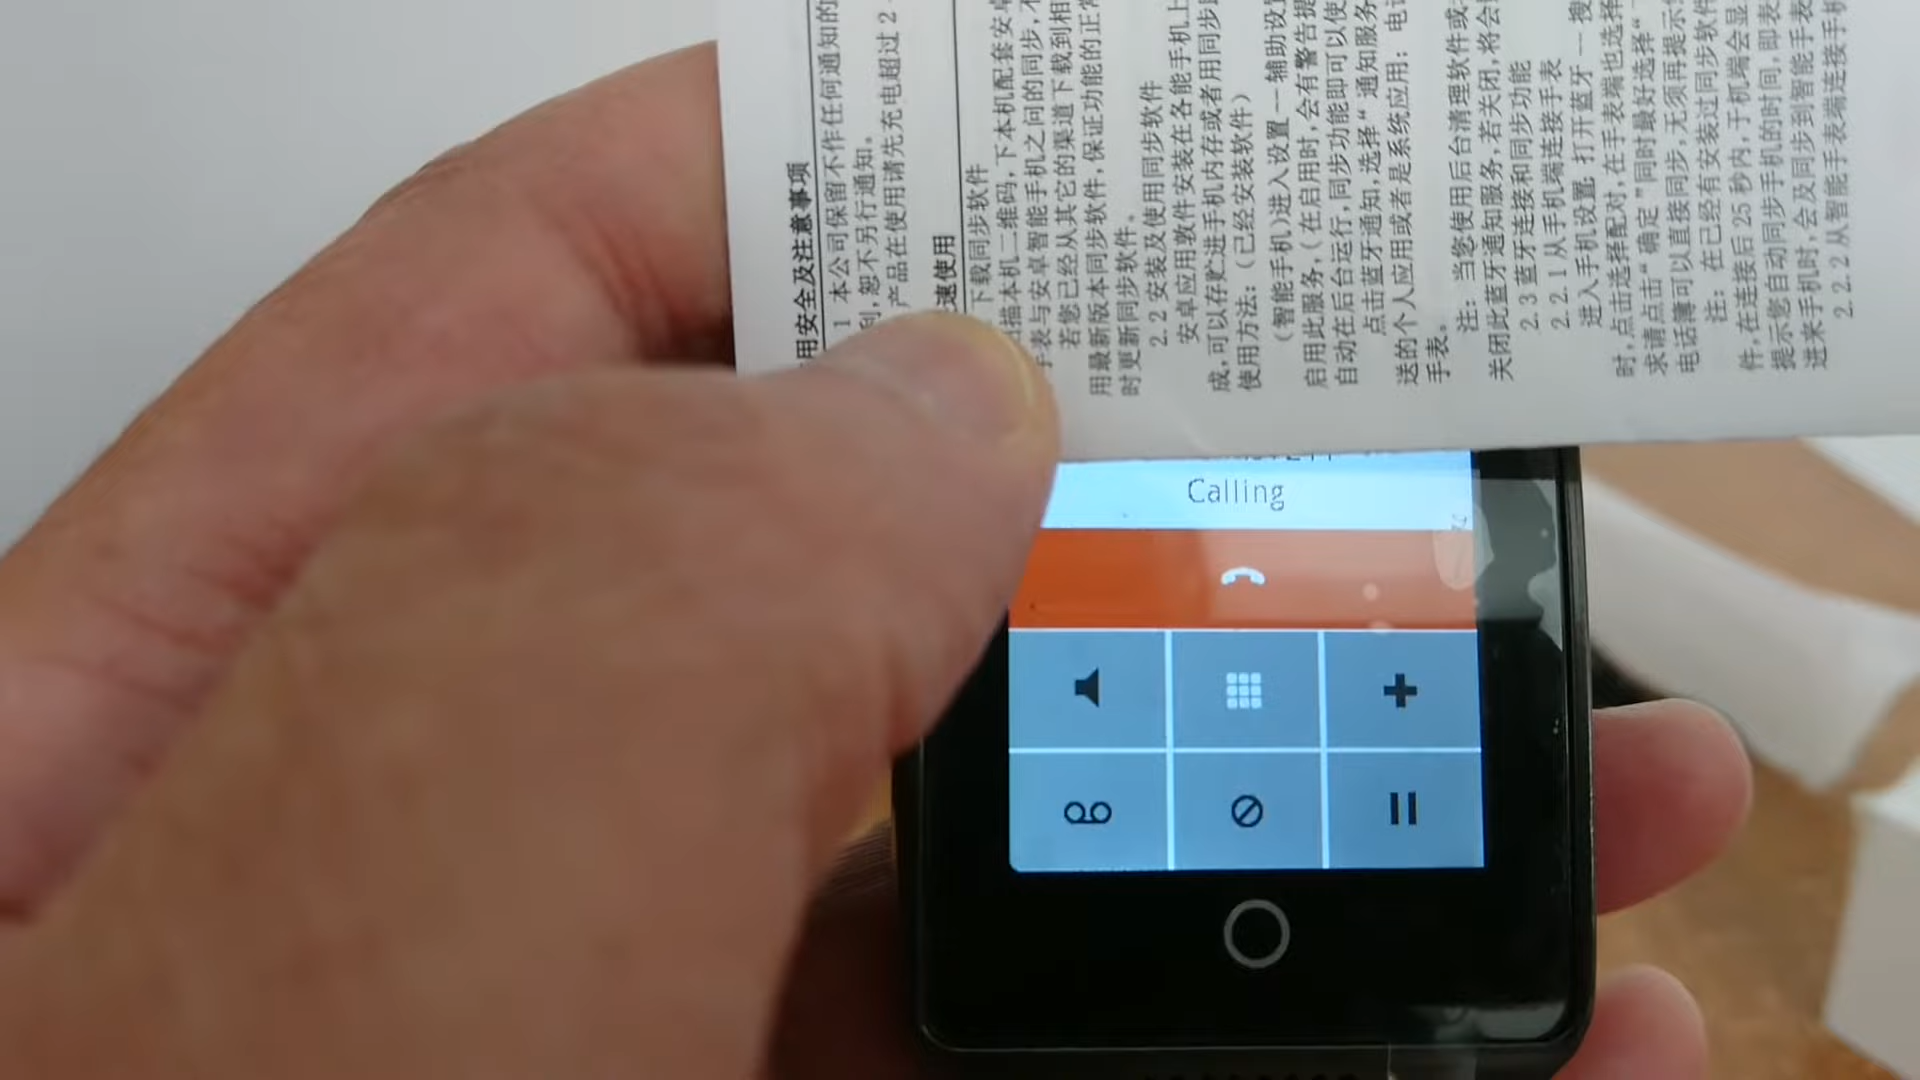 用安全及注意事项
1 本公司保留不作任何通知的
利,恕不另行通知。
产品在使用请先充电超过 2
速使用
下载同步软件
描本机二维码,下本机配套安卓
手表与安卓智能手机之间的同步,不
若您已经从其它的渠道下载到相
用最新版本同步软件,保证功能的正常
时更新同步软件。
2.2 安装及使用同步软件
安卓应用敦件安装在各能手机上
成,可以存贮进手机内存或者用同步
使用方法:(已经安装软件)
(智能手机)进入设置一辅助设置
启用此服务,(在启用时,会有警告提
自动在后台运行,同步功能即可以使
点击蓝牙通知,选择“通知服务
送的个人应用或者是系统应用;电话
手表。
注:当您使用后台清理软件或
关闭此蓝牙通知服务,若关闭,将会
2.3 蓝牙连接和同步功能
2.2.1 从手机端连接手表
进入手机设置,打开蓝牙一搜
时,点击选择配对,在手表端也选择
求请点击“确定”同时最好选择“
电话簿可以直接同步,无须再提示
注:在已经有安装过同步软件
件,在连接后 25 秒内,于机端会显
提示您自动同步手机的时间,即表
进来手机时,会及同步到智能手表
2.2.2 从智能手表端连接手机
Calling